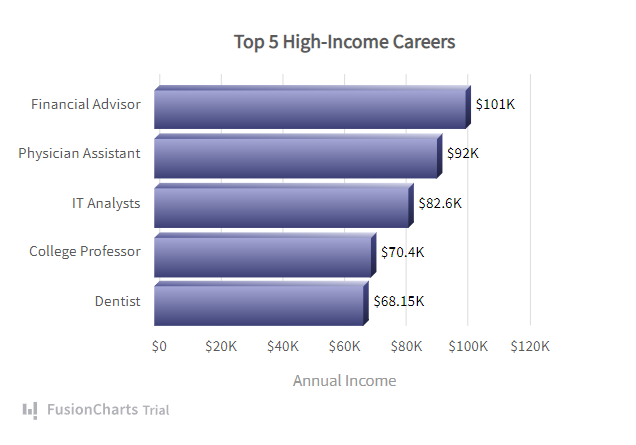 Top 5 High-Income Careers
Financial Advisor $101K
Physician Assistant $92K
IT Analysts $82.6K
College Professor $70.4K
Dentist $68.15K
$0 $20K $40K $60K $80K $100K $120K
Annual Income
FusionCharts Trial